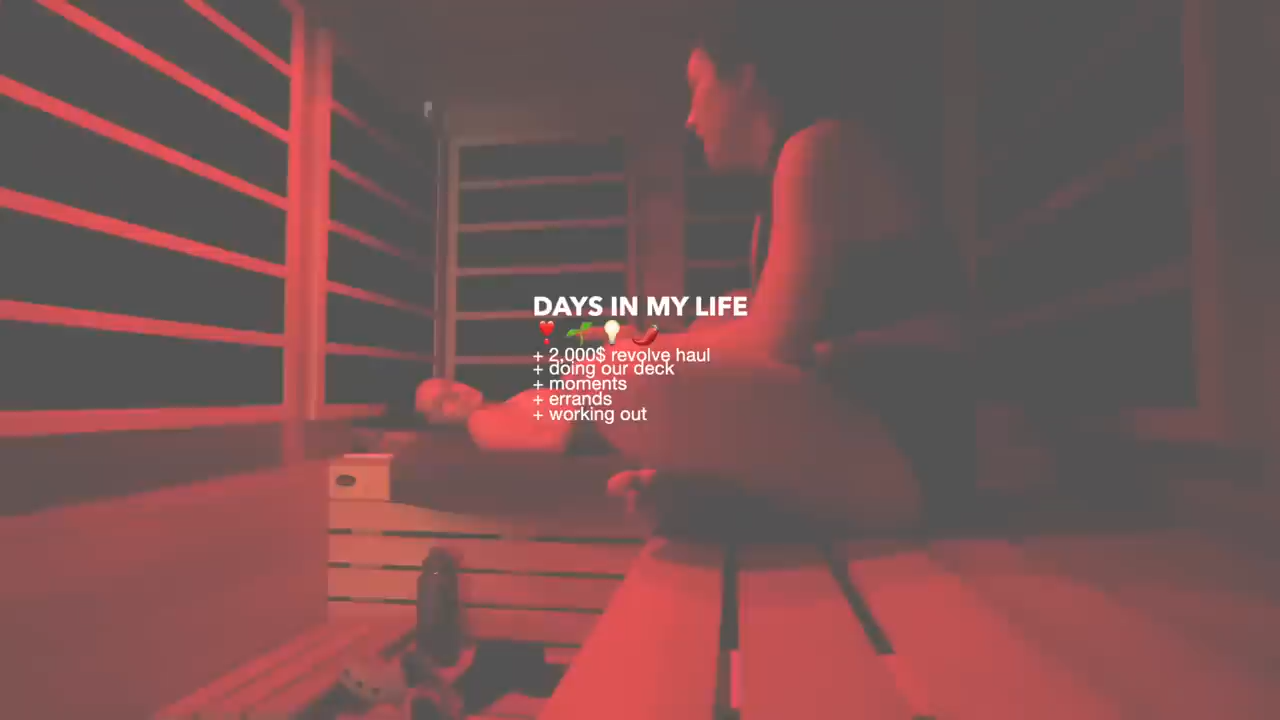 DAYS IN MY LIFE
❣️ 🌱 💡 🌶️
+ 2,000$ revolve haul
+ doing our deck
+ moments
+ errands
+ working out